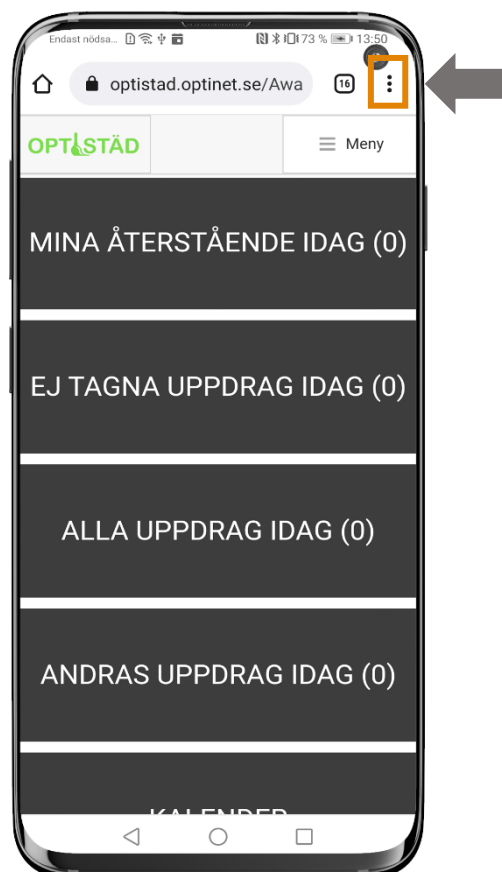 Endast nödsa... 73 % 13:50
optistad.optinet.se/Awa 16
OPTISTÄD Meny
MINA ÅTERSTÅENDE IDAG (0)
EJ TAGNA UPPDRAG IDAG (0)
ALLA UPPDRAG IDAG (0)
ANDRAS UPPDRAG IDAG (0)
KALENDER